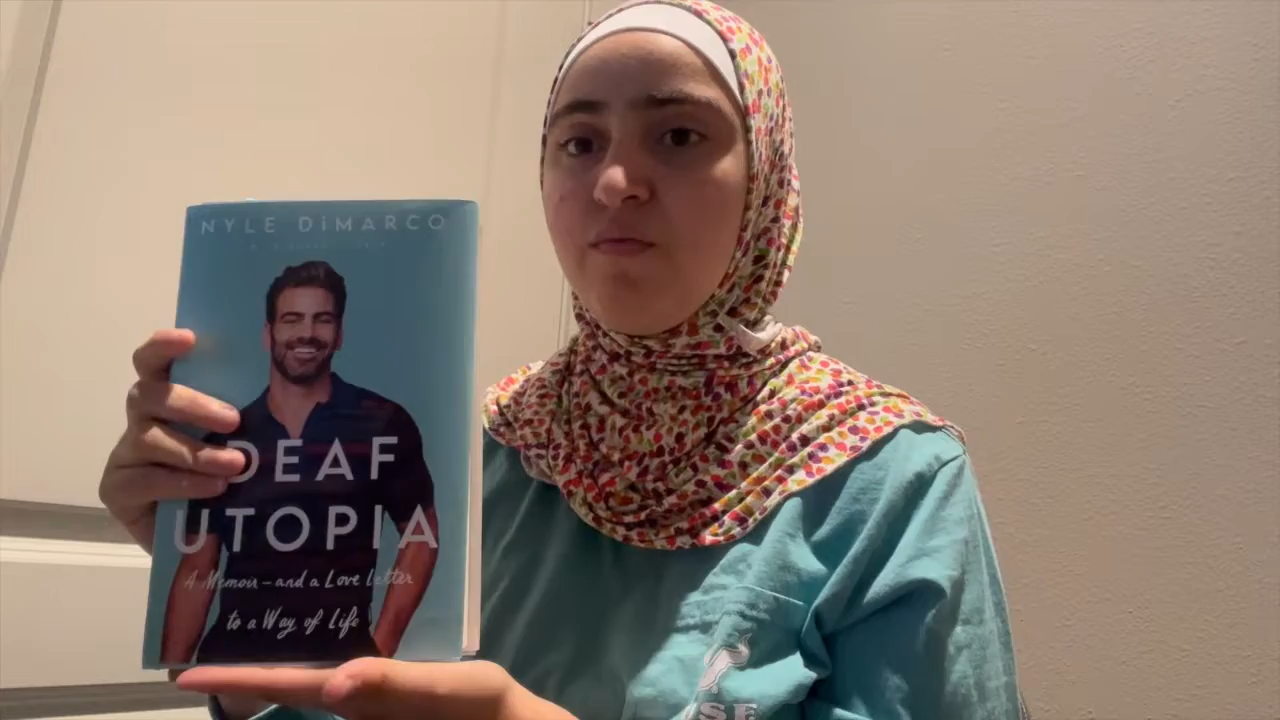 NYLE DiMARCO
DEAF
UTOPIA
A Memoir – and a Love Letter
to a Way of Life